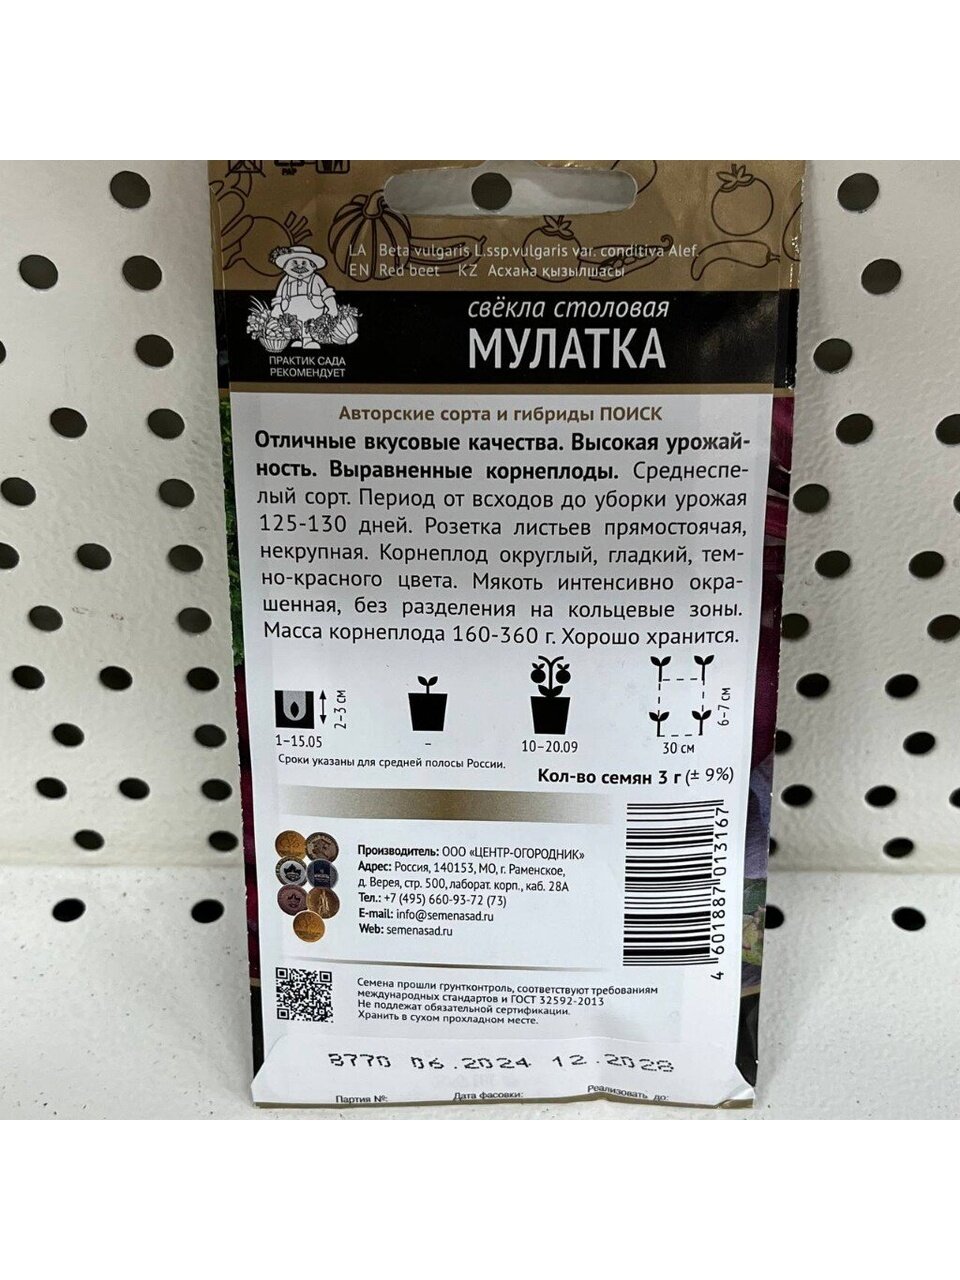 PAP
LA Beta vulgaris L.ssp.vulgaris var. conditiva Alef.
EN Red beet KZ Асхана қызылшасы
ПРАКТИК САДА
РЕКОМЕНДУЕТ
СВЁКЛА СТОЛОВАЯ
МУЛАТКА
Авторские сорта и гибриды ПОИСК
Отличные вкусовые качества. Высокая урожай-
ность. Выравненные корнеплоды. Среднеспе-
лый сорт. Период от всходов до уборки урожая
125-130 дней. Розетка листьев прямостоячая,
некрупная. Корнеплод округлый, гладкий, тем-
но-красного цвета. Мякоть интенсивно окра-
шенная, без разделения на кольцевые зоны.
Масса корнеплода 160-360 г. Хорошо хранится.
2-3 см
6-7 см
1-15.05
–
10-20.09
30 см
Сроки указаны для средней полосы России.
Кол-во семян 3 г (± 9%)
Производитель: ООО «ЦЕНТР-ОГОРОДНИК»
Адрес: Россия, 140153, МО, г. Раменское,
д. Верея, стр. 500, лаборат. корп., каб. 28А
Тел.: +7 (495) 660-93-72 (73)
E-mail: info@semenasad.ru
Web: semenasad.ru
4 601887 013167
Семена прошли грунтконтроль, соответствуют требованиям
международных стандартов и ГОСТ 32592-2013
Не подлежат обязательной сертификации.
Хранить в сухом прохладном месте.
8770 06.2024 12.2028
Партия №: Дата фасовки: Реализовать до: